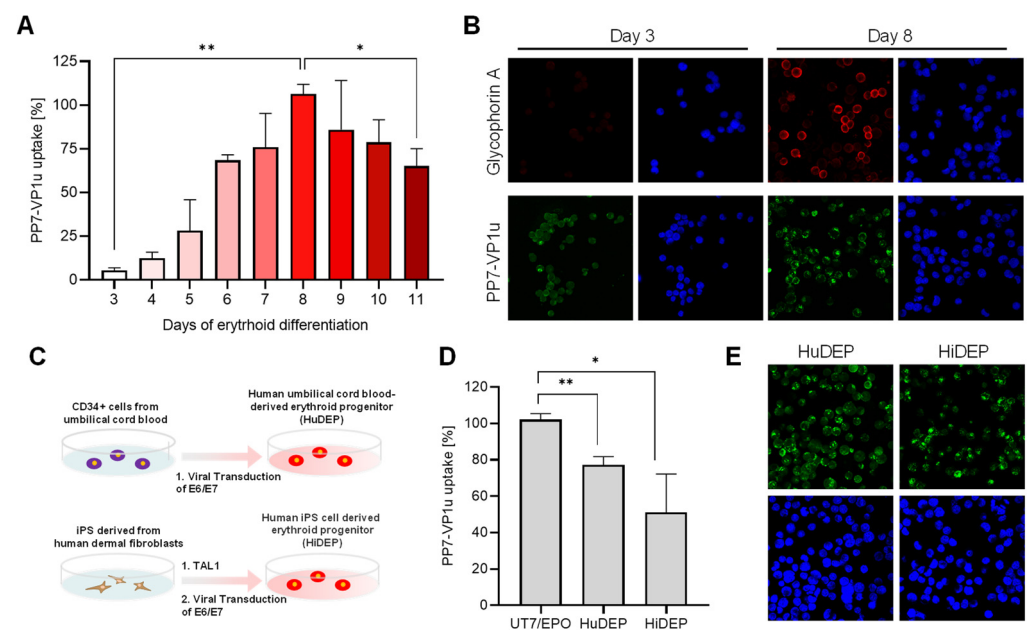 A
PP7-VP1u uptake [%]
125
100
75
50
25
0
**
*
3 4 5 6 7 8 9 10 11
Days of erytrhoid differentiation
B
Day 3 Day 8
Glycophorin A
PP7-VP1u
C
CD34+ cells from
umbilical cord blood
Human umbilical cord blood-
derived erythroid progenitor
(HuDEP)
1. Viral Transduction
of E6/E7
iPS derived from
human dermal fibroblasts
Human iPS cell derived
erythroid progenitor
(HiDEP)
1. TAL1
2. Viral Transduction
of E6/E7
D
PP7-VP1u uptake [%]
120
100
80
60
40
20
0
*
**
UT7/EPO HuDEP HiDEP
E
HuDEP HiDEP